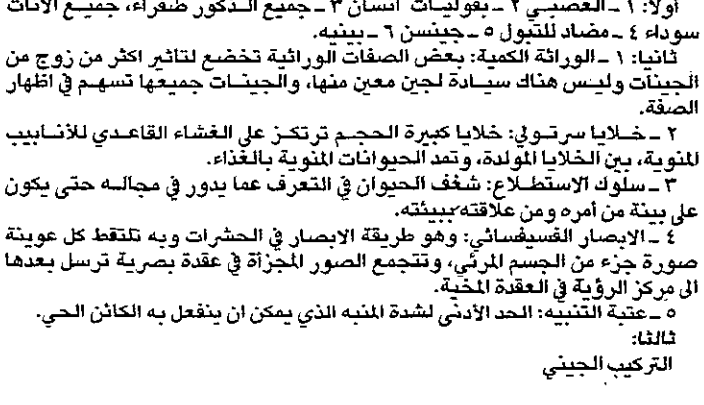 أولا: ١ ـ العصبي ٢ ـ بقوليات انسان ٣ ـ جميع الذكور صفراء، جميع الاناث
سوداء ٤ ـ مضاد للتبول ٥ ـ جينسن ٦ ـ بينيه.
ثانيا: ١ ـ الوراثة الكمية: بعض الصفات الوراثية تخضع لتاثير اكثر من زوج من
الجينات وليس هناك سيادة لجين معين منها، والجينات جميعها تسهم في اظهار
الصفة.
٢ ـ خلايا سرتولي: خلايا كبيرة الحجم ترتكز على الغشاء القاعدي للأنابيب
المنوية، بين الخلايا المولدة، وتمد الحيوانات المنوية بالغذاء.
٣ ـ سلوك الاستطلاع: شغف الحيوان في التعرف عما يدور في مجاله حتى يكون
على بينة من أمره ومن علاقته ببيئته.
٤ ـ الابصار الفسيفسائي: وهو طريقة الابصار في الحشرات وبه تلتقط كل عوينة
صورة جزء من الجسم المرئي، وتتجمع الصور المجزأة في عقدة بصرية ترسل بعدها
الى مركز الرؤية في العقدة المخية.
٥ ـ عتبة التنبيه: الحد الأدنى لشدة المنبه الذي يمكن ان ينفعل به الكائن الحي.
ثالثا:
التركيب الجيني